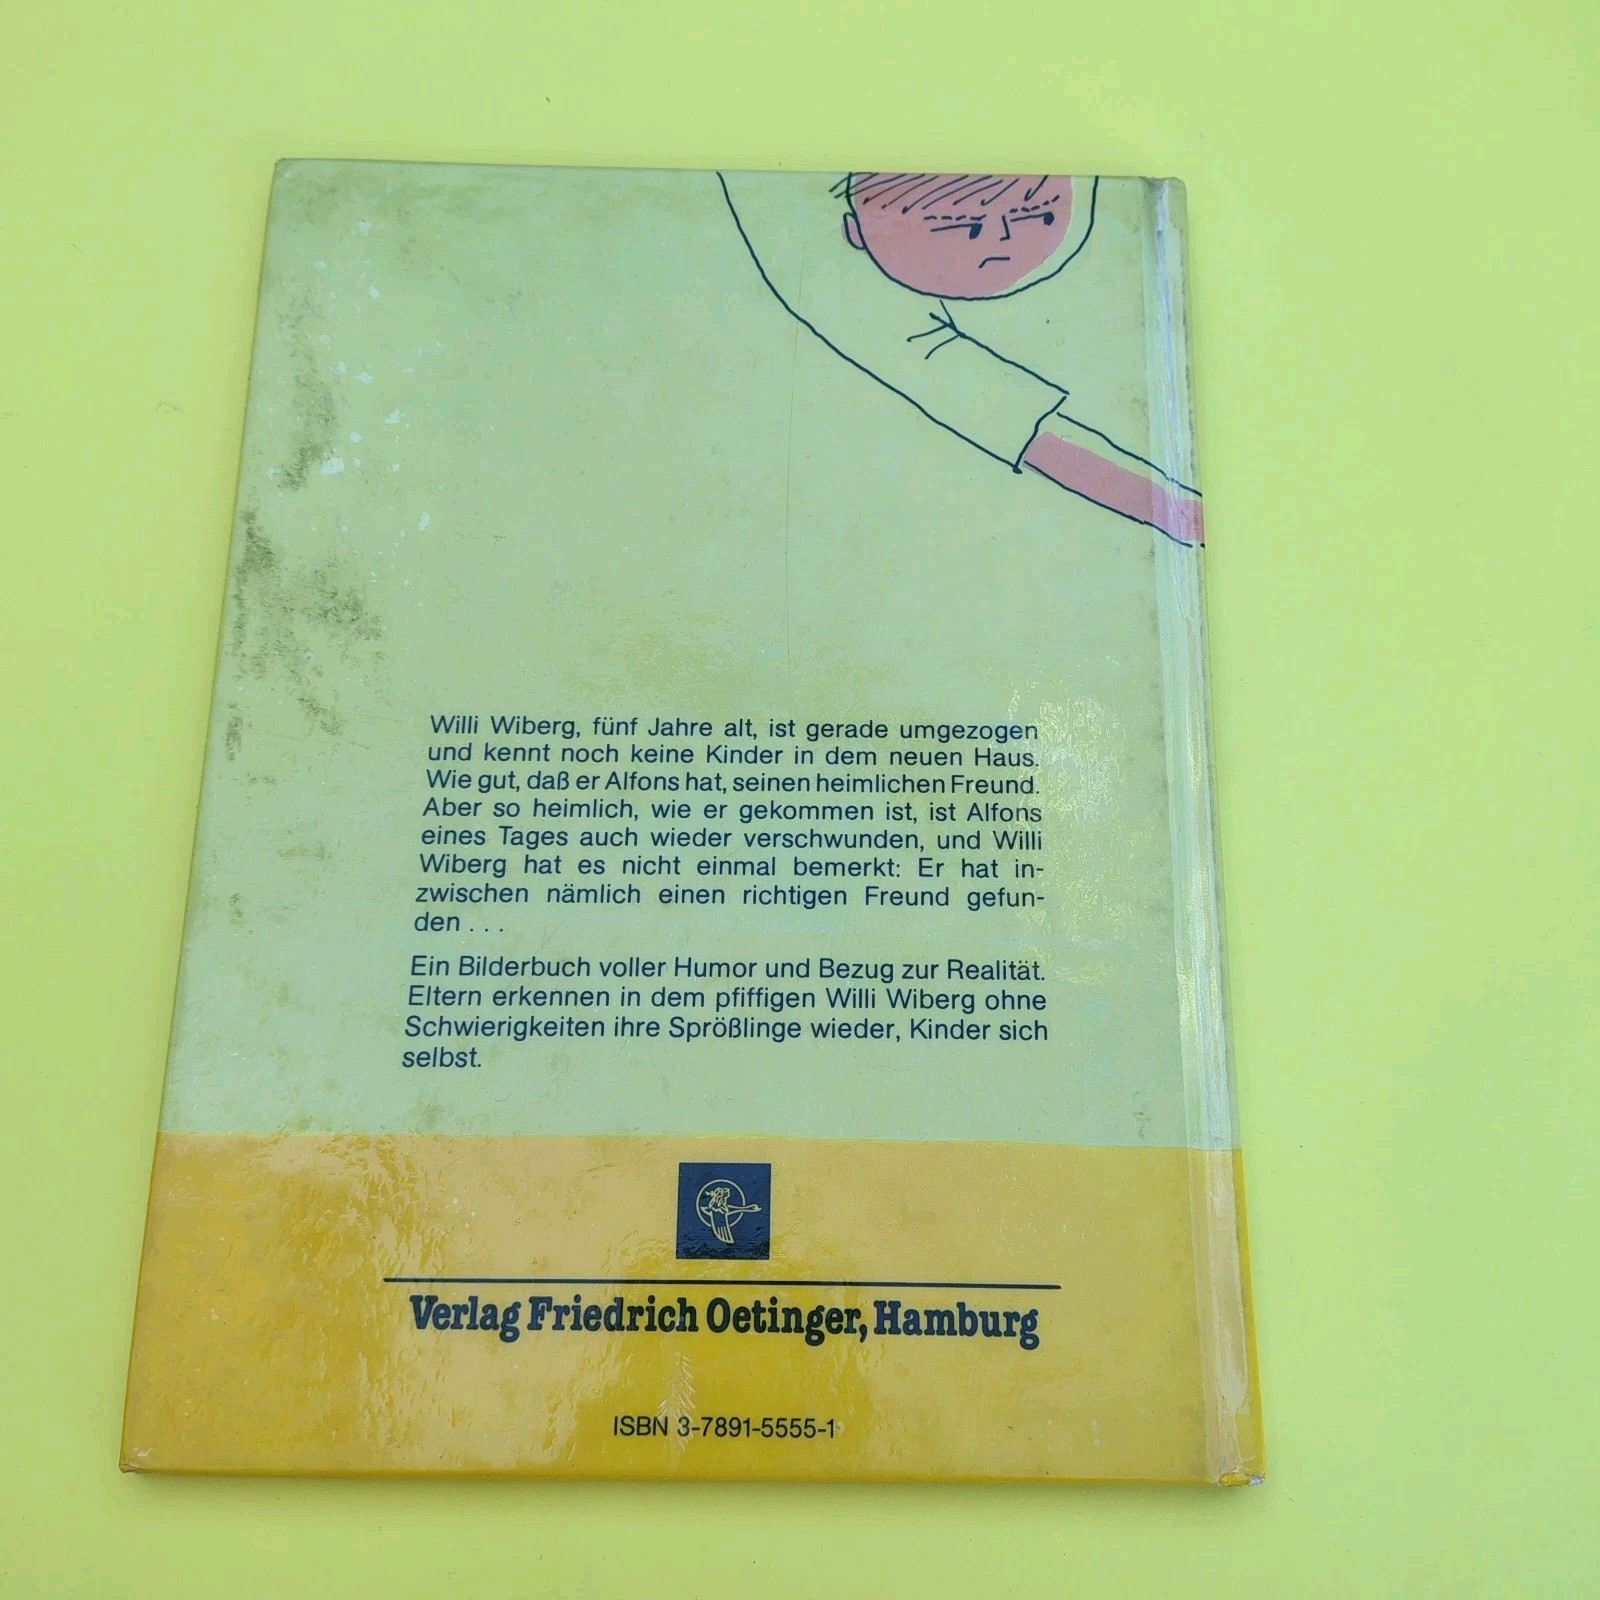 Willi Wiberg, fünf Jahre alt, ist gerade umgezogen
und kennt noch keine Kinder in dem neuen Haus.
Wie gut, daß er Alfons hat, seinen heimlichen Freund.
Aber so heimlich, wie er gekommen ist, ist Alfons
eines Tages auch wieder verschwunden, und Willi
Wiberg hat es nicht einmal bemerkt: Er hat in-
zwischen nämlich einen richtigen Freund gefun-
den . . .
Ein Bilderbuch voller Humor und Bezug zur Realität.
Eltern erkennen in dem pfiffigen Willi Wiberg ohne
Schwierigkeiten ihre Sprößlinge wieder, Kinder sich
selbst.
Verlag Friedrich Oetinger, Hamburg
ISBN 3-7891-5555-1